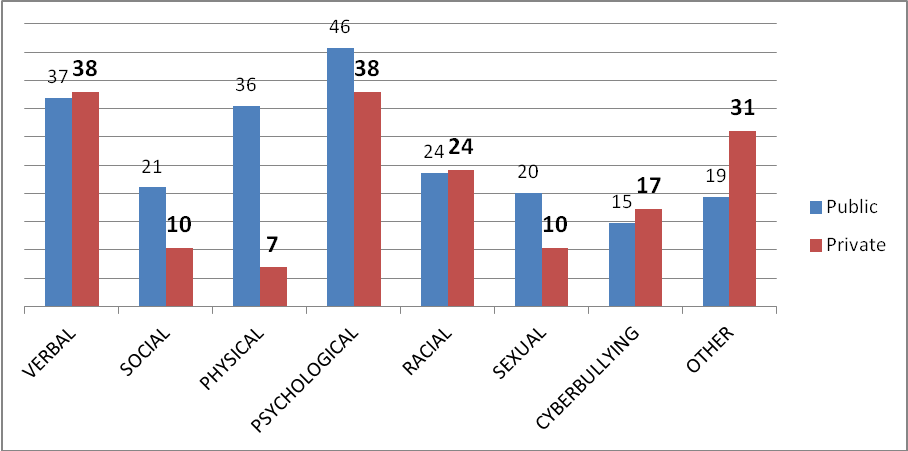 46
37 38
36
38
31
21
24 24
20
19
15 17
10
10
7
Public
Private
VERBAL
SOCIAL
PHYSICAL
PSYCHOLOGICAL
RACIAL
SEXUAL
CYBERBULLYING
OTHER